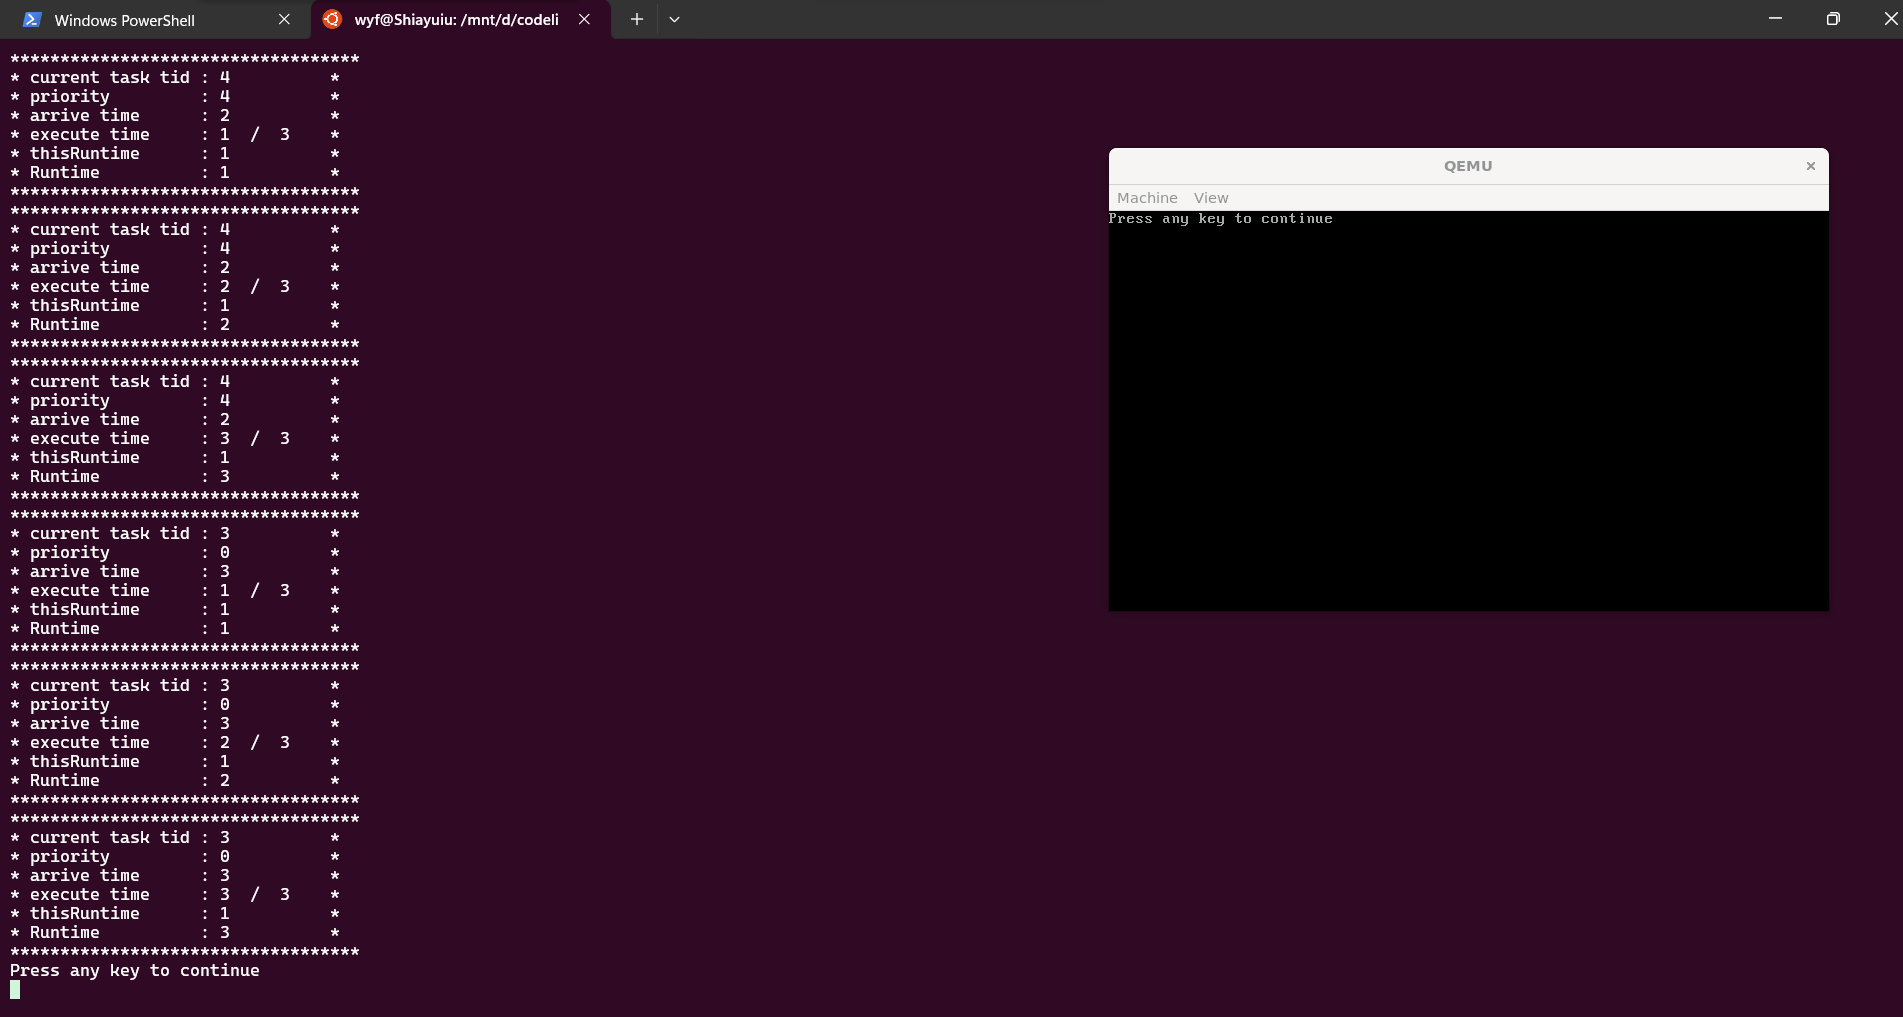 Windows PowerShell
wyf@Shiayuiu: /mnt/d/codeli
***********************************
* current task tid : 4          *
* priority         : 4          *
* arrive time      : 2          *
* execute time     : 1  /  3    *
* thisRuntime      : 1          *
* Runtime          : 1          *
***********************************
***********************************
* current task tid : 4          *
* priority         : 4          *
* arrive time      : 2          *
* execute time     : 2  /  3    *
* thisRuntime      : 1          *
* Runtime          : 2          *
***********************************
***********************************
* current task tid : 4          *
* priority         : 4          *
* arrive time      : 2          *
* execute time     : 3  /  3    *
* thisRuntime      : 1          *
* Runtime          : 3          *
***********************************
***********************************
* current task tid : 3          *
* priority         : 0          *
* arrive time      : 3          *
* execute time     : 1  /  3    *
* thisRuntime      : 1          *
* Runtime          : 1          *
***********************************
***********************************
* current task tid : 3          *
* priority         : 0          *
* arrive time      : 3          *
* execute time     : 2  /  3    *
* thisRuntime      : 1          *
* Runtime          : 2          *
***********************************
***********************************
* current task tid : 3          *
* priority         : 0          *
* arrive time      : 3          *
* execute time     : 3  /  3    *
* thisRuntime      : 1          *
* Runtime          : 3          *
***********************************
Press any key to continue
QEMU
Machine View
Press any key to continue